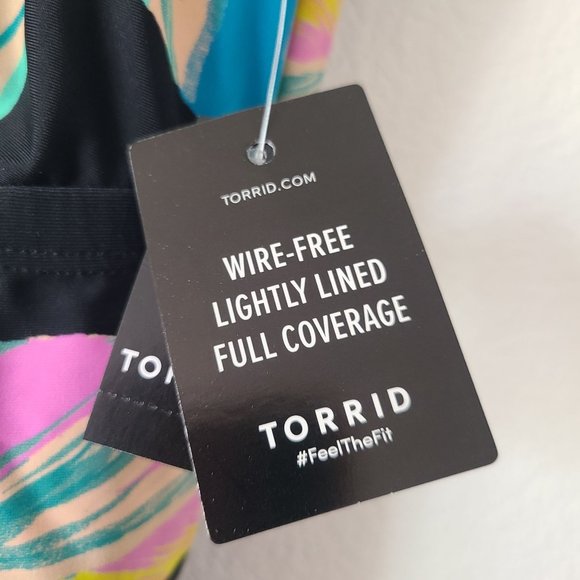 TORRID.COM
WIRE-FREE
LIGHTLY LINED
FULL COVERAGE
TORRID
#FeelTheFit